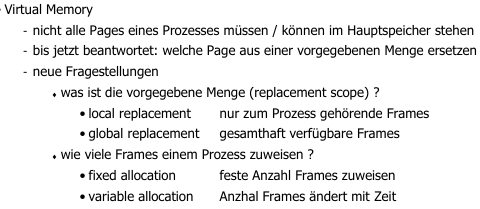 Virtual Memory
- nicht alle Pages eines Prozesses müssen / können im Hauptspeicher stehen
- bis jetzt beantwortet: welche Page aus einer vorgegebenen Menge ersetzen
- neue Fragestellungen
⬧ was ist die vorgegebene Menge (replacement scope) ?
• local replacement nur zum Prozess gehörende Frames
• global replacement gesamthaft verfügbare Frames
⬧ wie viele Frames einem Prozess zuweisen ?
• fixed allocation feste Anzahl Frames zuweisen
• variable allocation Anzhal Frames ändert mit Zeit